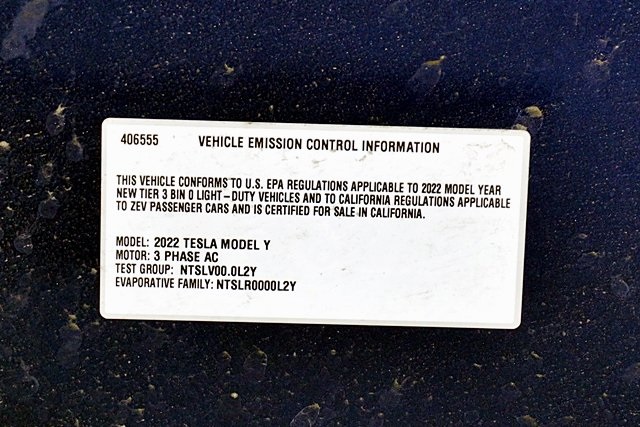 406555 VEHICLE EMISSION CONTROL INFORMATION
THIS VEHICLE CONFORMS TO U.S. EPA REGULATIONS APPLICABLE TO 2022 MODEL YEAR
NEW TIER 3 BIN 0 LIGHT-DUTY VEHICLES AND TO CALIFORNIA REGULATIONS APPLICABLE
TO ZEV PASSENGER CARS AND IS CERTIFIED FOR SALE IN CALIFORNIA.
MODEL: 2022 TESLA MODEL Y
MOTOR: 3 PHASE AC
TEST GROUP: NTSLV00.0L2Y
EVAPORATIVE FAMILY: NTSLR0000L2Y